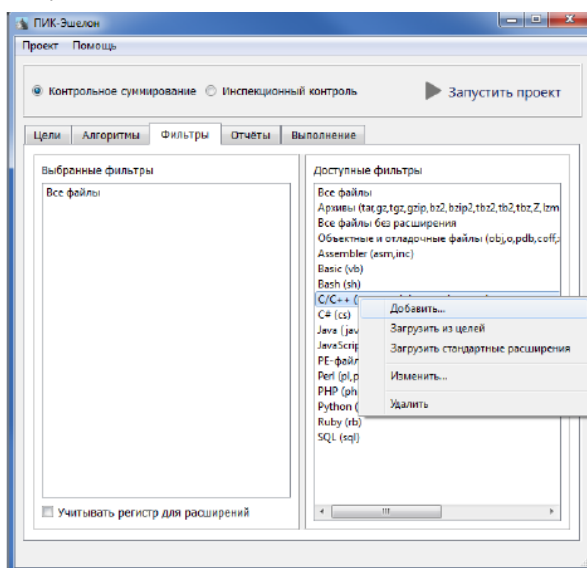 ПИК-Эшелон
Проект Помощь
Контрольное суммирование Инспекционный контроль Запустить проект
Цели Алгоритмы Фильтры Отчёты Выполнение
Выбранные фильтры
Все файлы
Учитывать регистр для расширений
Доступные фильтры
Все файлы
Архивы (tar,gz,tgz,gzip,bz2,bzip2,tbz2,tb2,tbz,Z,lzm
Все файлы без расширения
Объектные и отладочные файлы (obj,o,pdb,coff,
Assembler (asm,inc)
Basic (vb)
Bash (sh)
C/C++ (
C# (cs)
Java (jav
JavaScrip
PE-файл
Perl (pl,p
PHP (ph
Python (
Ruby (rb)
SQL (sql)
Добавить...
Загрузить из целей
Загрузить стандартные расширения
Изменить...
Удалить